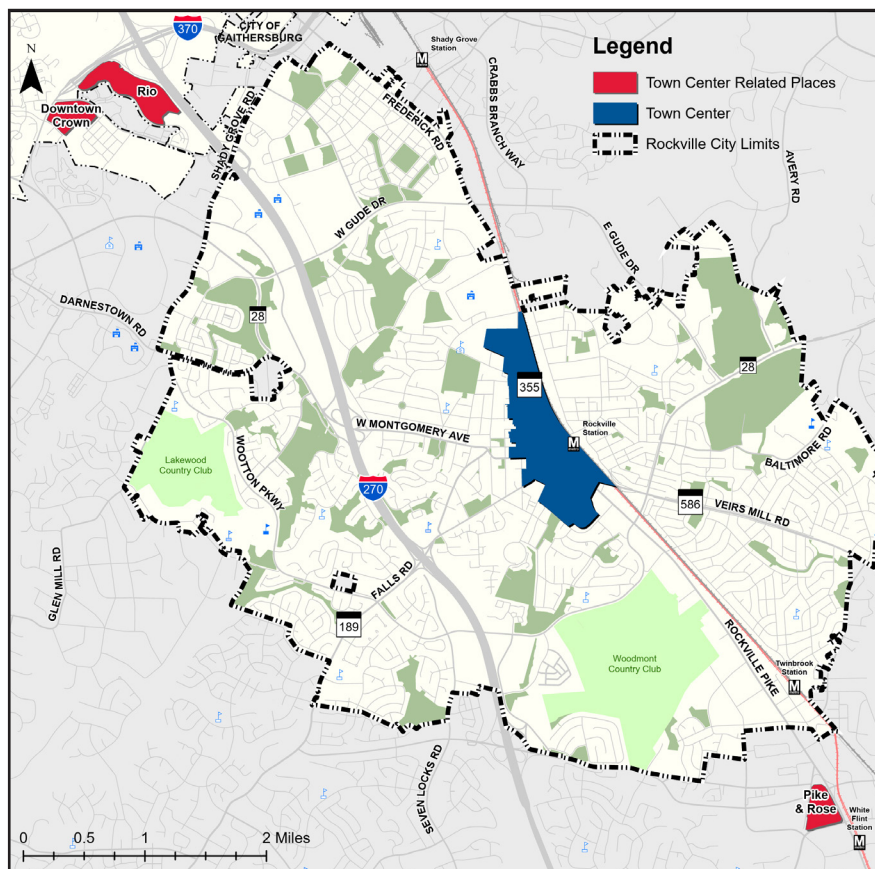 370
CITY OF
GAITHERSBURG
N
Rio
Downtown
Crown
SHADY GROVE RD
Shady Grove
Station
M
CRABBS BRANCH WAY
FREDERICK RD
Legend
Town Center Related Places
Town Center
Rockville City Limits
AVERY RD
W GUDE DR
E GUDE DR
DARNESTOWN RD
28
355
28
W MONTGOMERY AVE
Rockville
Station
M
BALTIMORE RD
Lakewood
Country Club
WOOTTON PKWY
270
586
VEIRS MILL RD
GLEN MILL RD
FALLS RD
189
ROCKVILLE PIKE
Woodmont
Country Club
Twinbrook
Station
M
SEVEN LOCKS RD
Pike
& Rose
White
Flint
Station
M
0 0.5 1 2 Miles